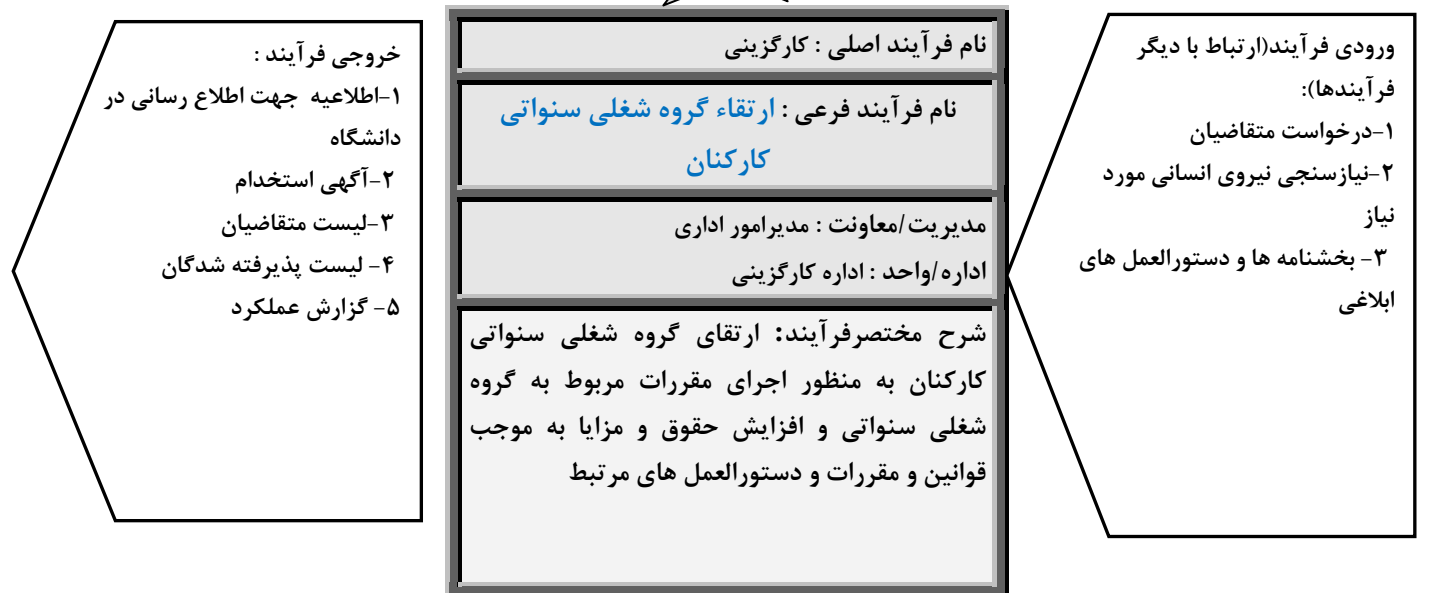 ورودی فرآیند(ارتباط با دیگر
فرآیندها):
۱-درخواست متقاضیان
۲-نیازسنجی نیروی انسانی مورد
نیاز
۳- بخشنامه ها و دستورالعمل های
ابلاغی
نام فرآیند اصلی : کارگزینی
نام فرآیند فرعی : ارتقاء گروه شغلی سنواتی
کارکنان
مدیریت/معاونت : مدیرامور اداری
اداره/واحد : اداره کارگزینی
شرح مختصرفرآیند: ارتقای گروه شغلی سنواتی
کارکنان به منظور اجرای مقررات مربوط به گروه
شغلی سنواتی و افزایش حقوق و مزایا به موجب
قوانین و مقررات و دستورالعمل های مرتبط
خروجی فرآیند :
۱-اطلاعیه جهت اطلاع رسانی در
دانشگاه
۲-آگهی استخدام
۳-لیست متقاضیان
۴- لیست پذیرفته شدگان
۵- گزارش عملکرد